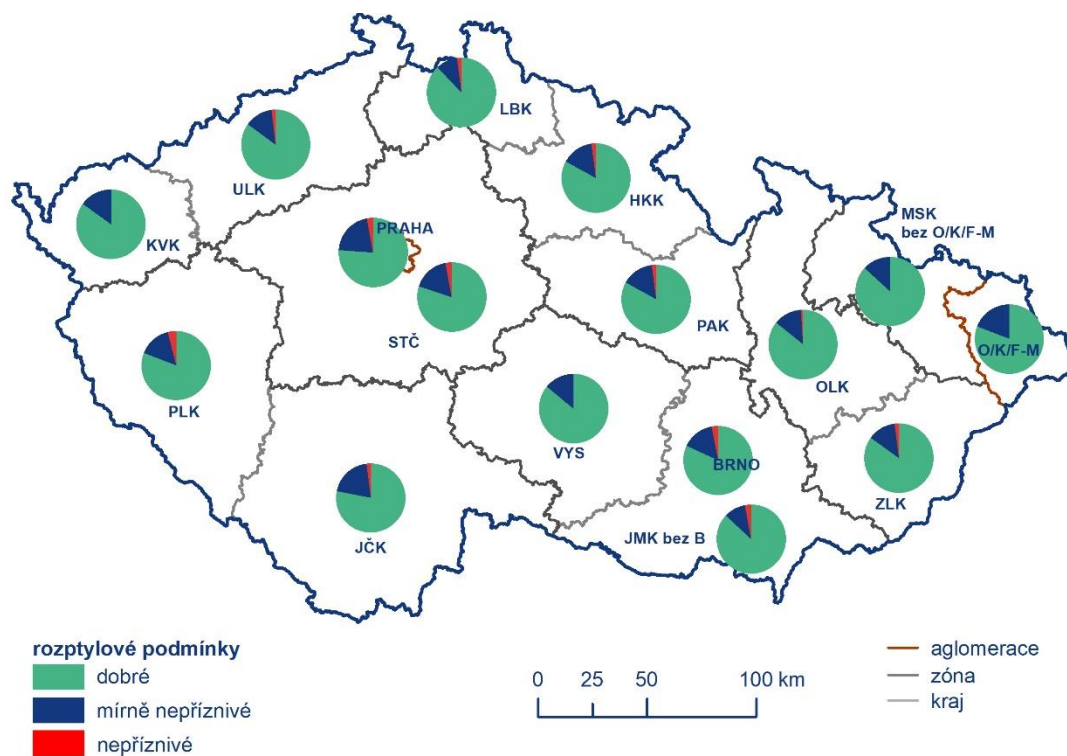 LBK
ULK
HKK
KVK
PRAHA
MSK
bez O/K/F-M
STČ
PAK
O/K/F-M
OLK
PLK
VYS
BRNO
ZLK
JČK
JMK bez B
rozptylové podmínky
dobré
mírně nepříznivé
nepříznivé
0 25 50 100 km
aglomerace
zóna
kraj